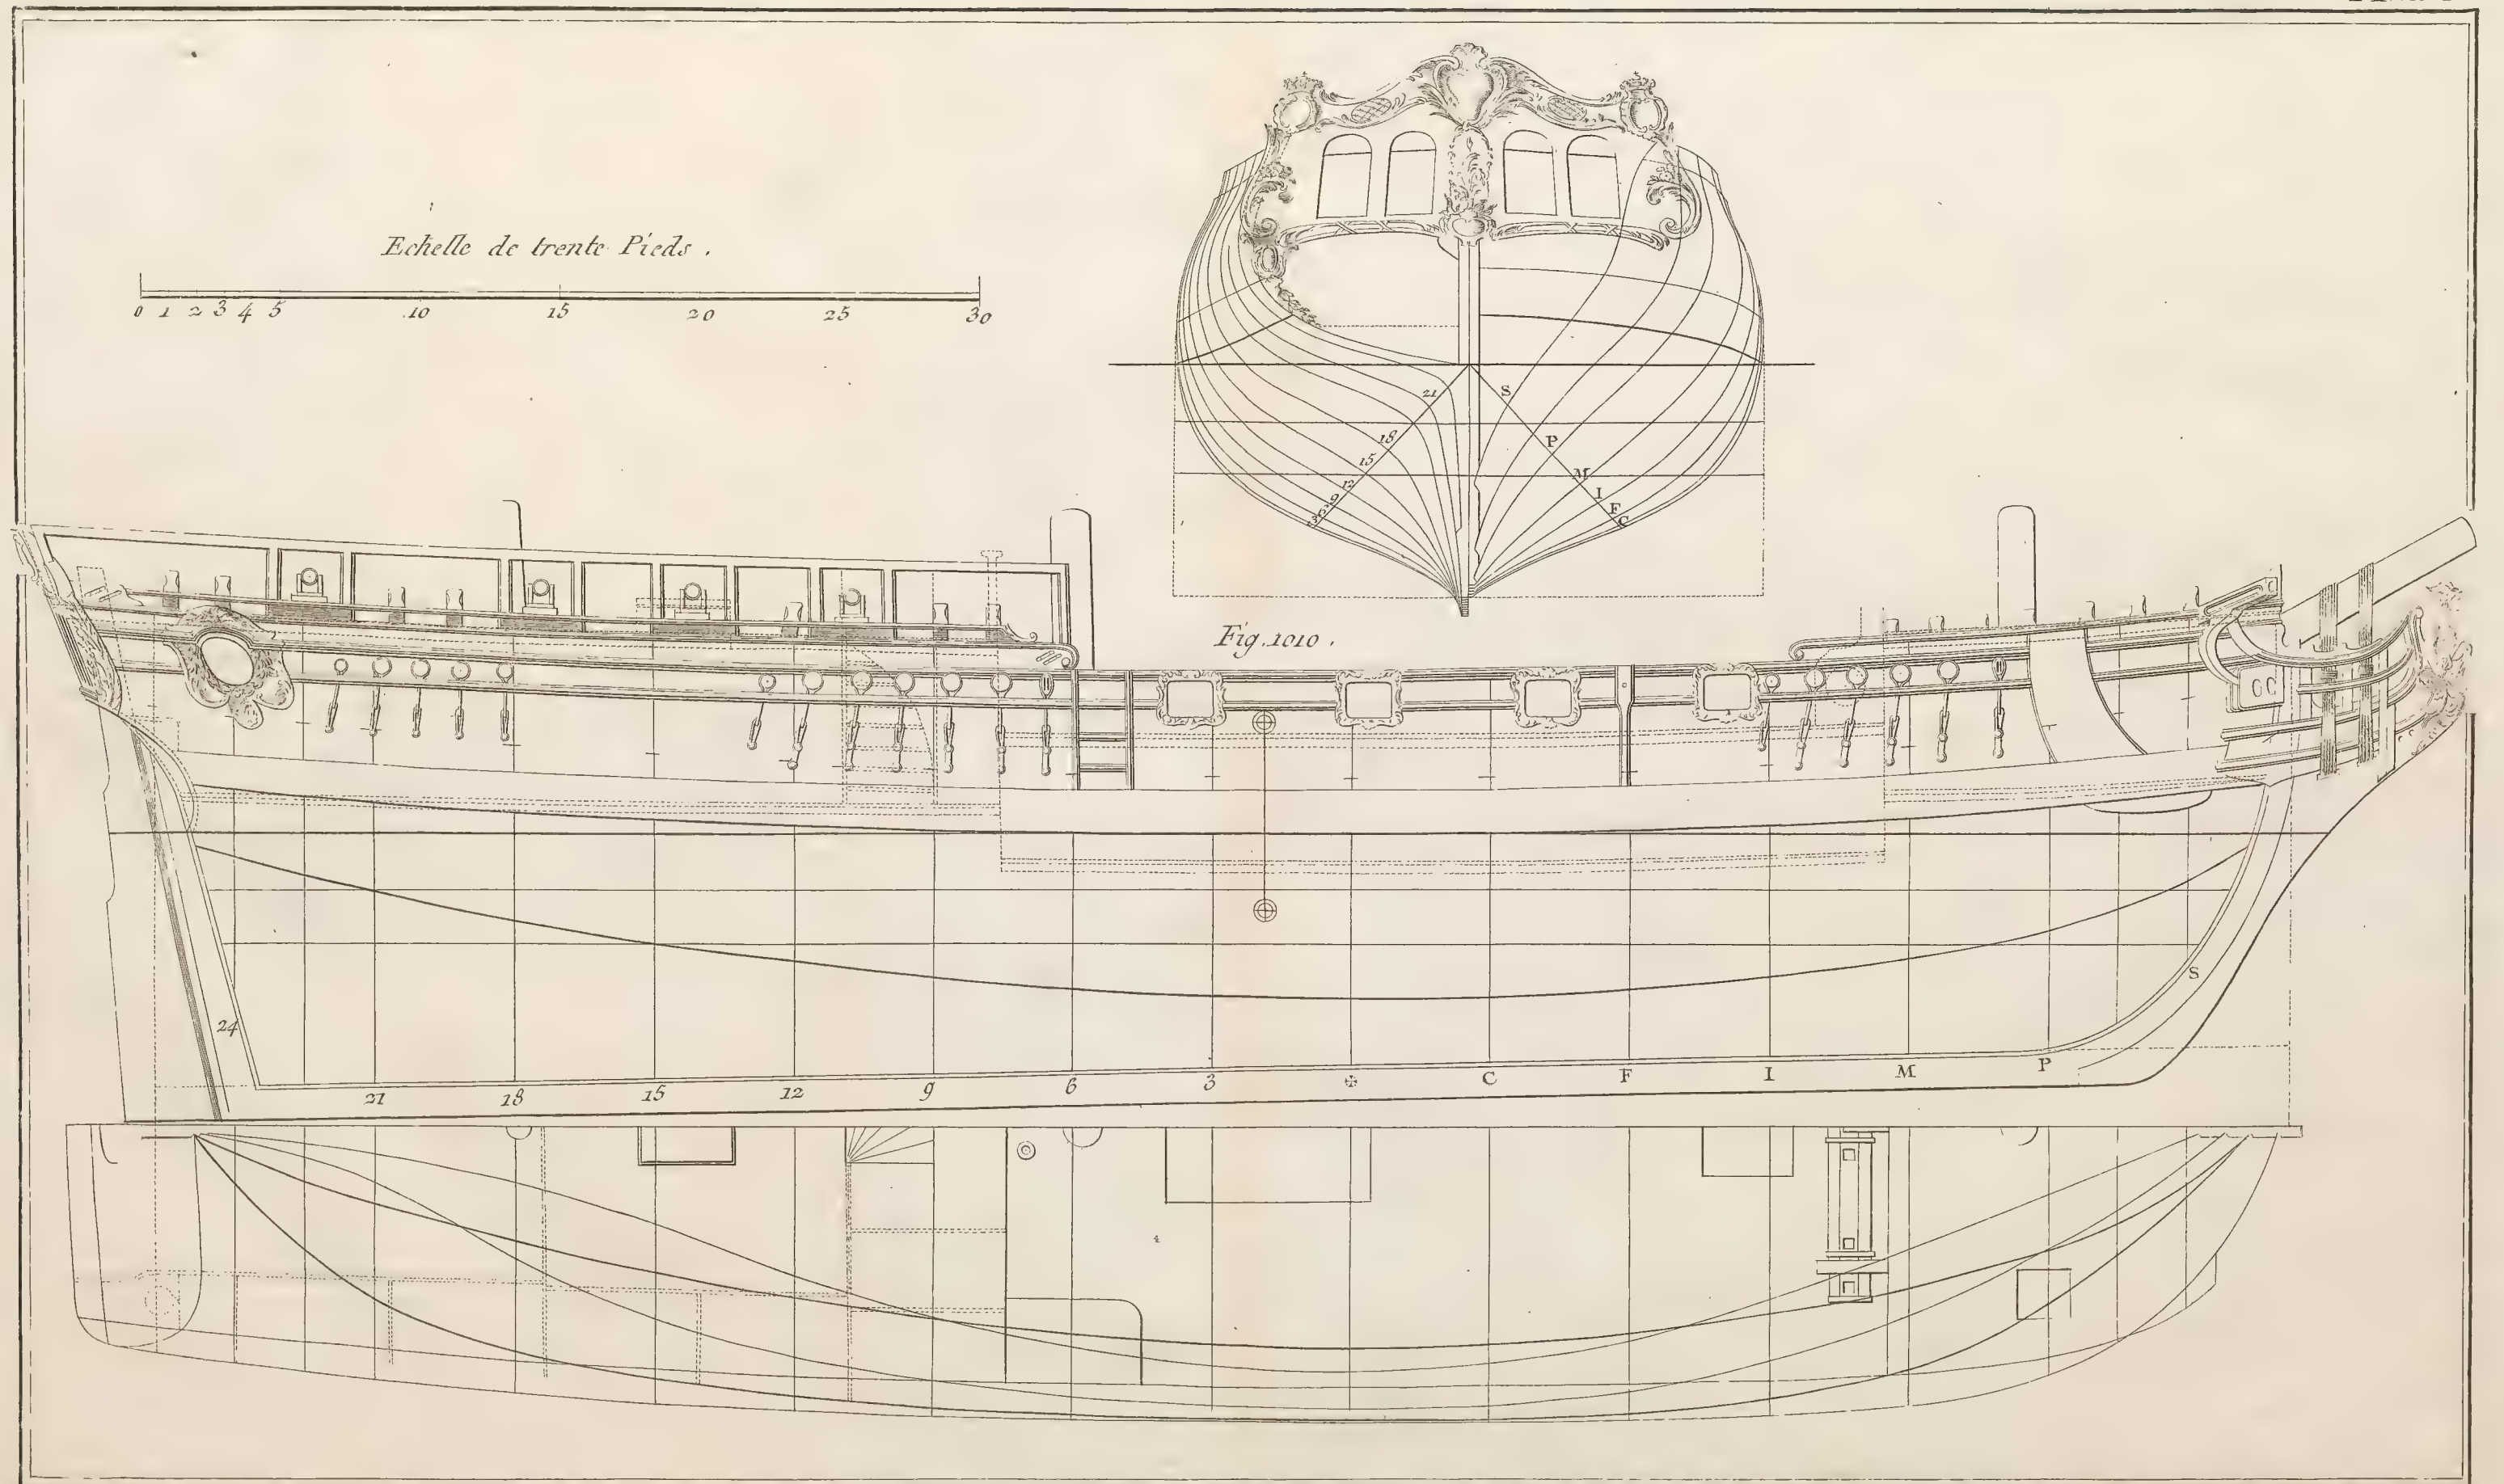 Echelle de trente Pieds .
0 1 2 3 4 5 10 15 20 25 30
21 S
18 P
15 M
12 I
9 F
6
3 C
Fig. 1010 .
S
24
21 18 15 12 9 6 3 C F I M P